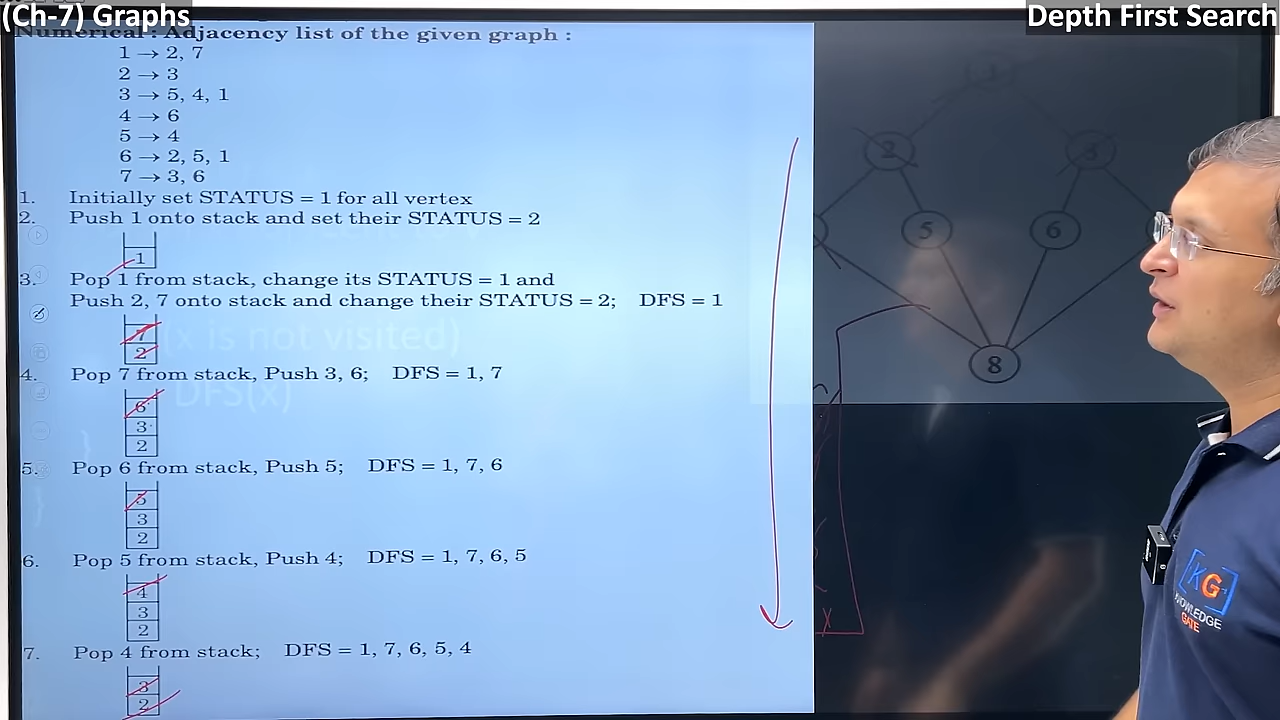 (Ch-7) Graphs
Depth First Search
Numerical : Adjacency list of the given graph :
1 → 2, 7
2 → 3
3 → 5, 4, 1
4 → 6
5 → 4
6 → 2, 5, 1
7 → 3, 6
1. Initially set STATUS = 1 for all vertex
2. Push 1 onto stack and set their STATUS = 2
1
3. Pop 1 from stack, change its STATUS = 1 and
Push 2, 7 onto stack and change their STATUS = 2; DFS = 1
7
2
(x is not visited)
4. Pop 7 from stack, Push 3, 6; DFS = 1, 7
DFS(x)
6
3
2
5. Pop 6 from stack, Push 5; DFS = 1, 7, 6
5
3
2
6. Pop 5 from stack, Push 4; DFS = 1, 7, 6, 5
4
3
2
7. Pop 4 from stack; DFS = 1, 7, 6, 5, 4
3
2
1
2
3
5
6
8
KG
KNOWLEDGE
GATE